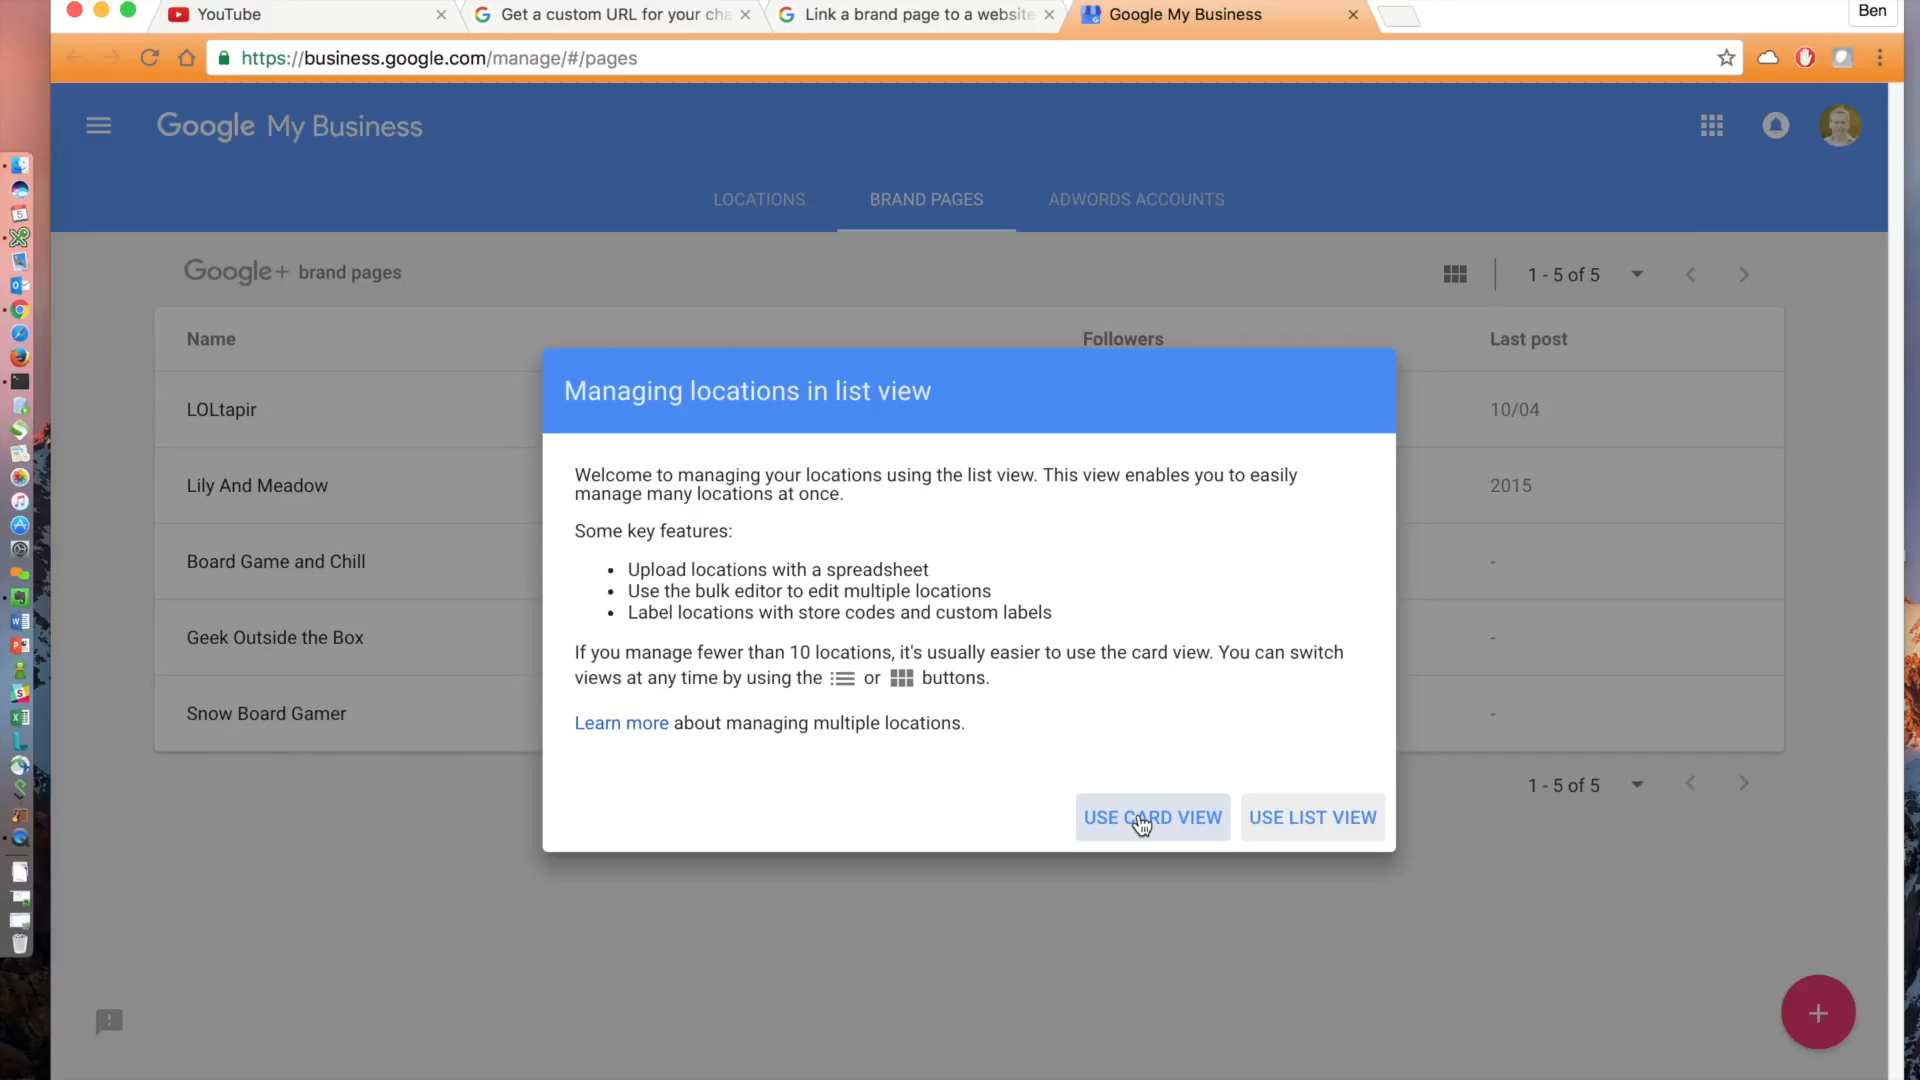 YouTube
Get a custom URL for your cha
Link a brand page to a website
Google My Business
Ben
https://business.google.com/manage/#/pages
Google My Business
LOCATIONS
BRAND PAGES
ADWORDS ACCOUNTS
Google+ brand pages
1 - 5 of 5
Name
Followers
Last post
LOLtapir
10/04
Lily And Meadow
2015
Board Game and Chill
-
Geek Outside the Box
-
Snow Board Gamer
-
Managing locations in list view
Welcome to managing your locations using the list view. This view enables you to easily
manage many locations at once.
Some key features:
• Upload locations with a spreadsheet
• Use the bulk editor to edit multiple locations
• Label locations with store codes and custom labels
If you manage fewer than 10 locations, it's usually easier to use the card view. You can switch
views at any time by using the or buttons.
Learn more about managing multiple locations.
USE CARD VIEW
USE LIST VIEW
1 - 5 of 5